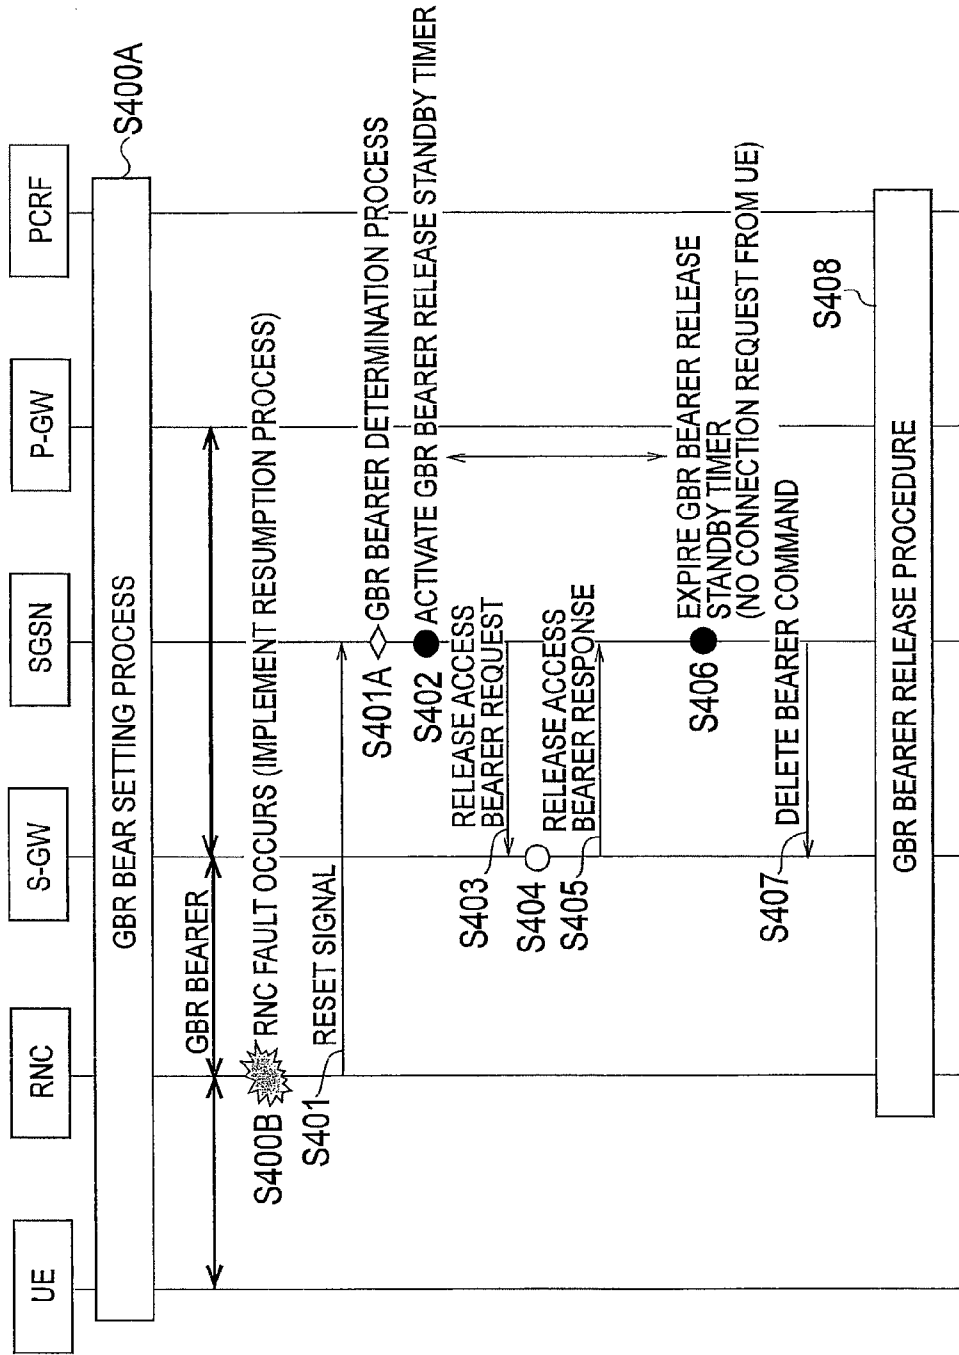 UE
RNC
S-GW
SGSN
P-GW
PCRF
GBR BEAR SETTING PROCESS
S400A
GBR BEARER
S400B
RNC FAULT OCCURS (IMPLEMENT RESUMPTION PROCESS)
S401
RESET SIGNAL
S401A
GBR BEARER DETERMINATION PROCESS
S402
ACTIVATE GBR BEARER RELEASE STANDBY TIMER
RELEASE ACCESS
BEARER REQUEST
S403
S404
RELEASE ACCESS
BEARER RESPONSE
S405
S406
EXPIRE GBR BEARER RELEASE
STANDBY TIMER
(NO CONNECTION REQUEST FROM UE)
S407
DELETE BEARER COMMAND
S408
GBR BEARER RELEASE PROCEDURE